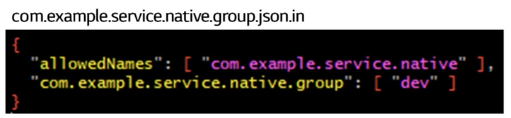 com.example.service.native.group.json.in
{
"allowedNames": [ "com.example.service.native" ],
"com.example.service.native.group": [ "dev" ]
}